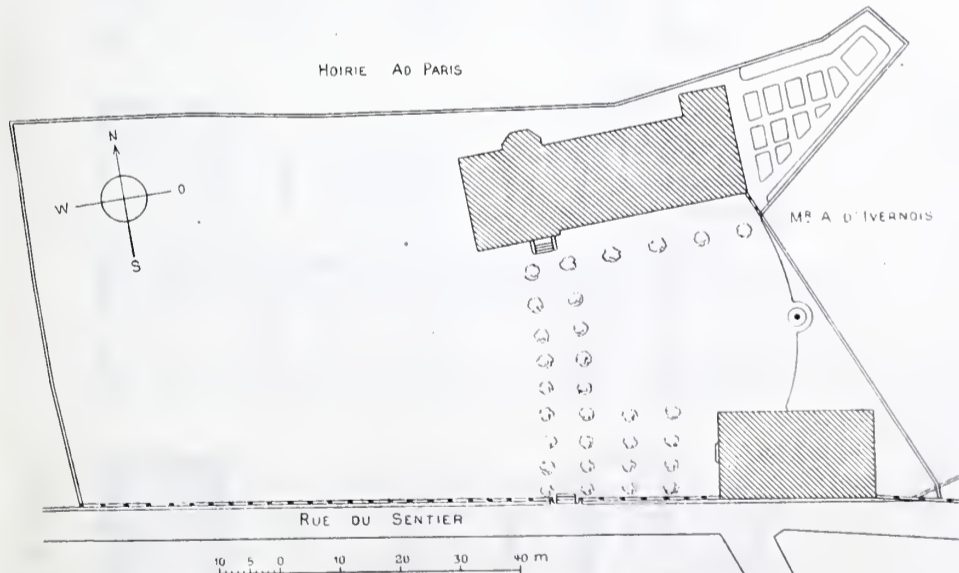 HOIRIE AD PARIS
N
W O
S
MR A D'IVERNOIS
RUE DU SENTIER
10 5 0 10 20 30 40 m